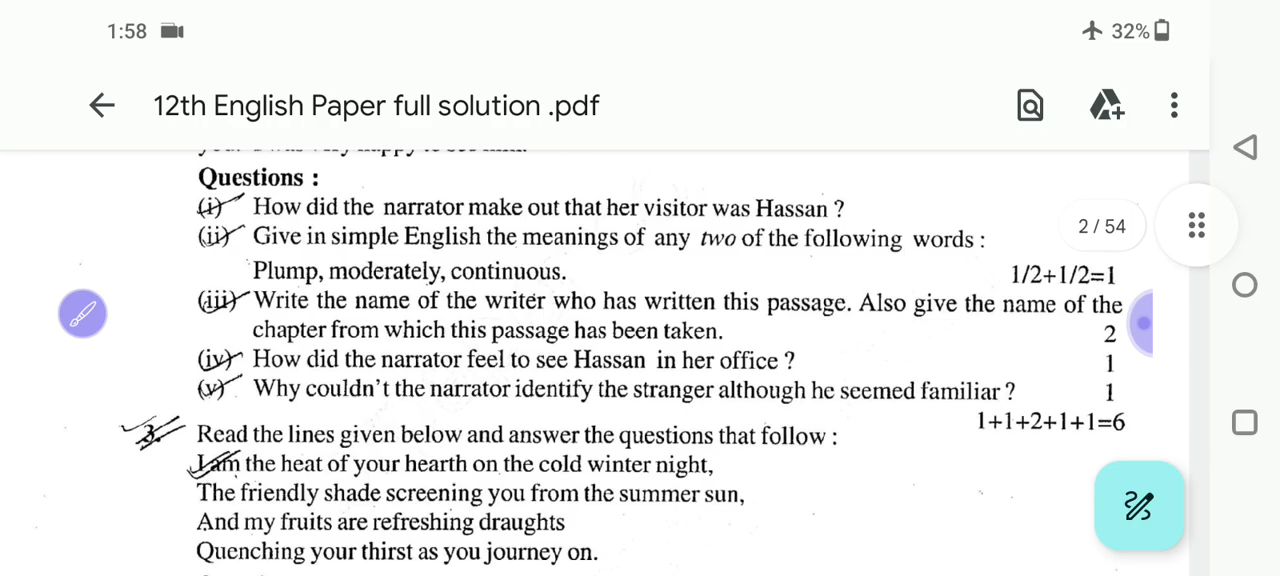 1:58 32%
12th English Paper full solution .pdf
Questions :
(i) How did the narrator make out that her visitor was Hassan ?
(ii) Give in simple English the meanings of any two of the following words :
2 / 54
Plump, moderately, continuous. 1/2+1/2=1
(iii) Write the name of the writer who has written this passage. Also give the name of the
chapter from which this passage has been taken. 2
(iv) How did the narrator feel to see Hassan in her office ? 1
(v) Why couldn't the narrator identify the stranger although he seemed familiar ? 1
1+1+2+1+1=6
3. Read the lines given below and answer the questions that follow :
I am the heat of your hearth on the cold winter night,
The friendly shade screening you from the summer sun,
And my fruits are refreshing draughts
Quenching your thirst as you journey on.